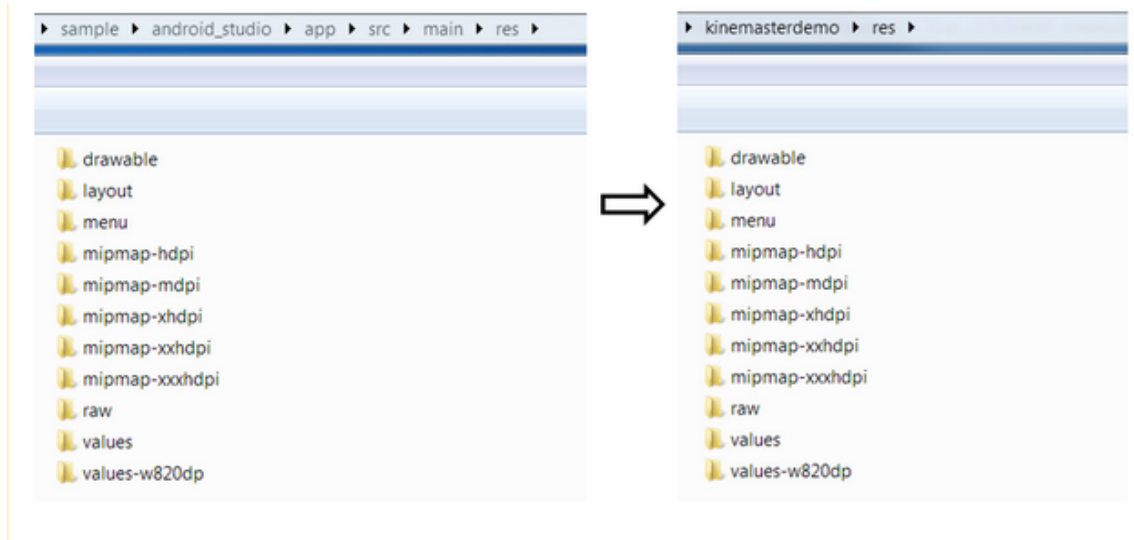 sample android_studio app src main res
drawable
layout
menu
mipmap-hdpi
mipmap-mdpi
mipmap-xhdpi
mipmap-xxhdpi
mipmap-xxxhdpi
raw
values
values-w820dp
kinemasterdemo res
drawable
layout
menu
mipmap-hdpi
mipmap-mdpi
mipmap-xhdpi
mipmap-xxhdpi
mipmap-xxxhdpi
raw
values
values-w820dp